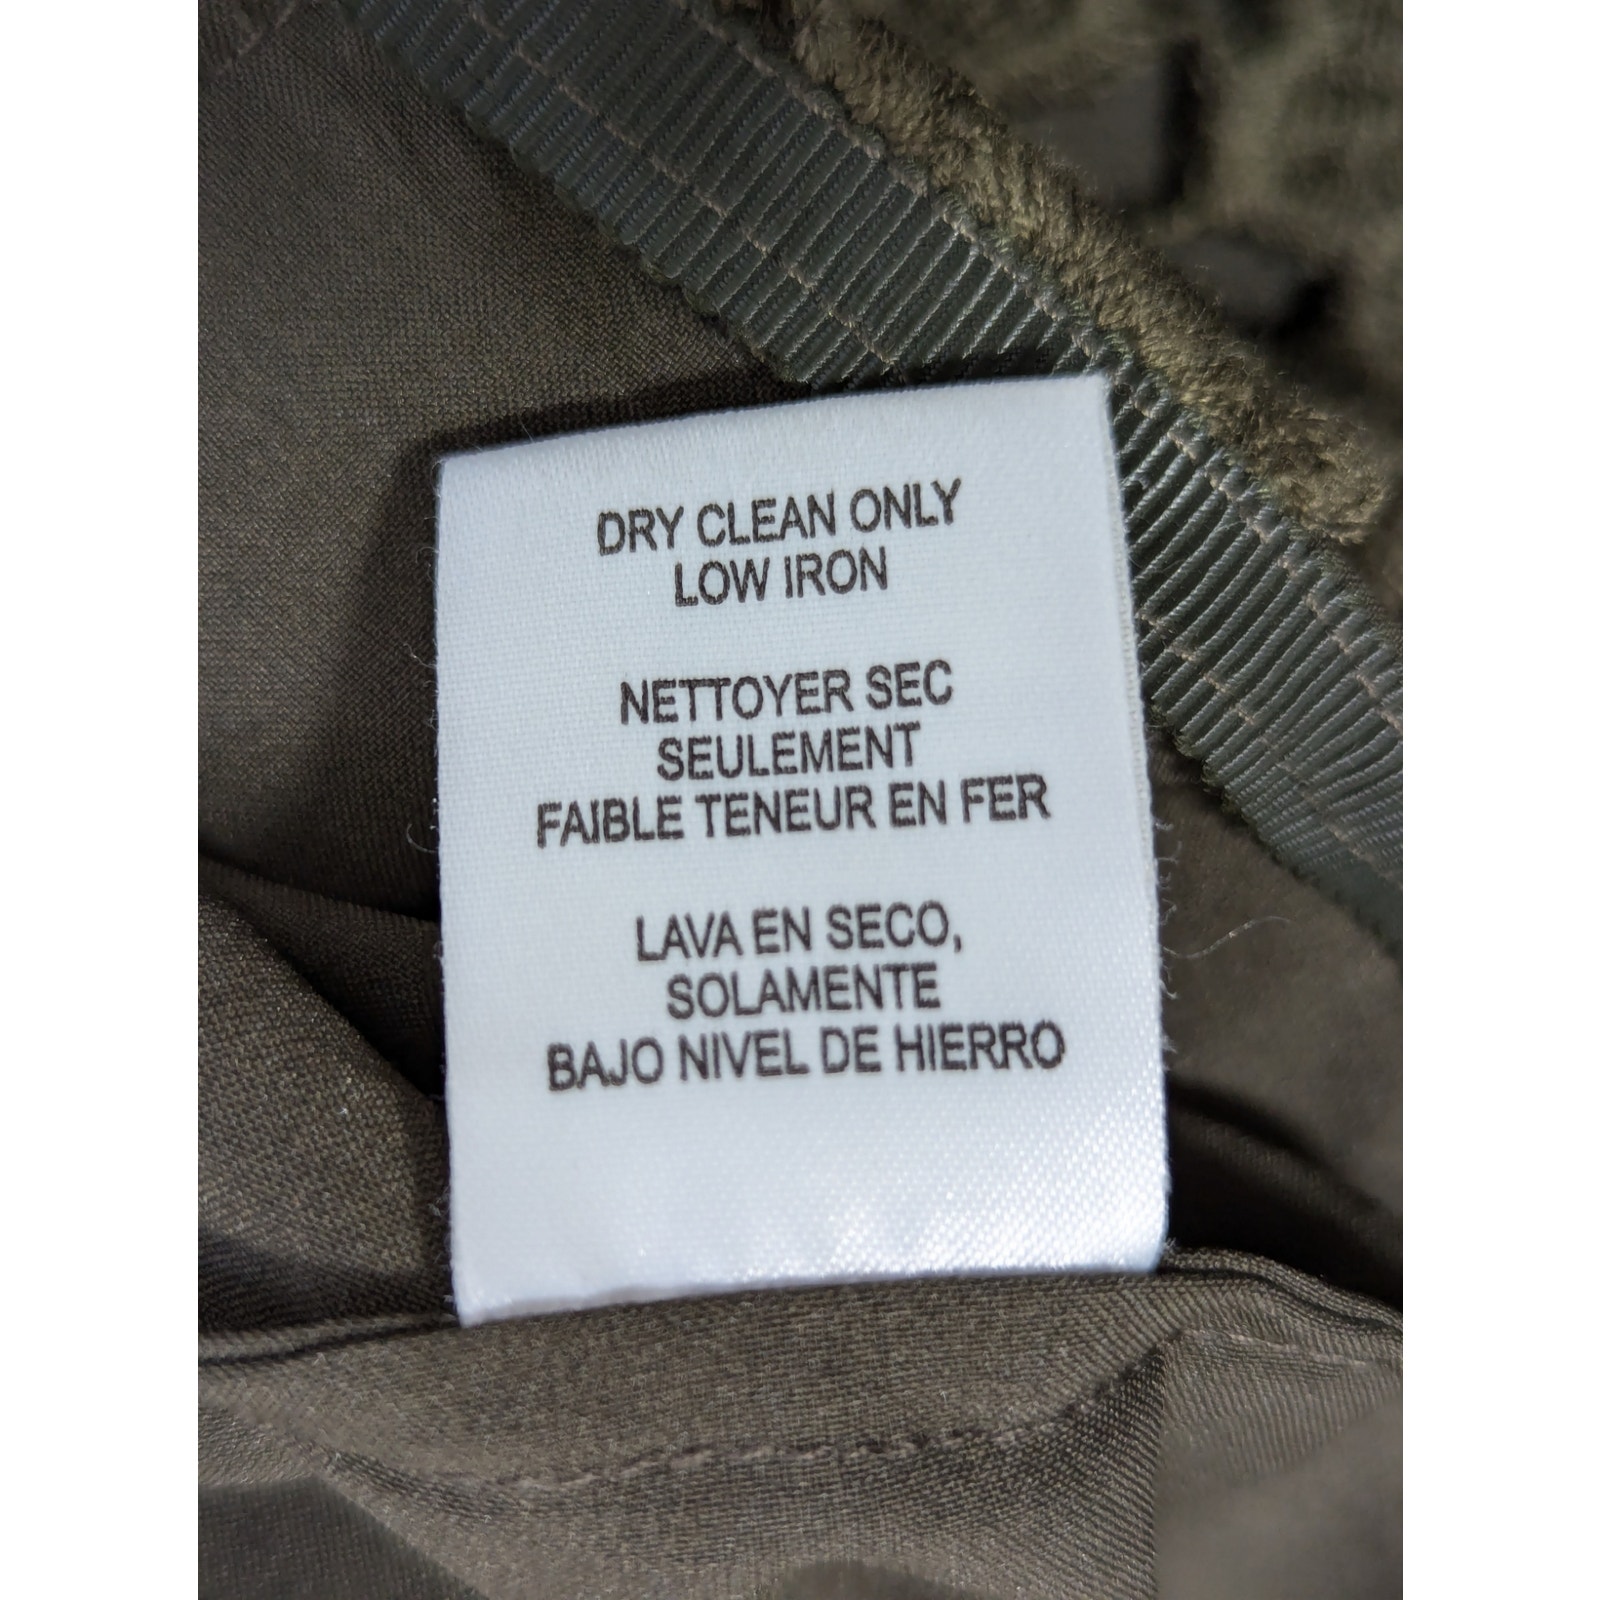 DRY CLEAN ONLY
LOW IRON
NETTOYER SEC
SEULEMENT
FAIBLE TENEUR EN FER
LAVA EN SECO,
SOLAMENTE
BAJO NIVEL DE HIERRO